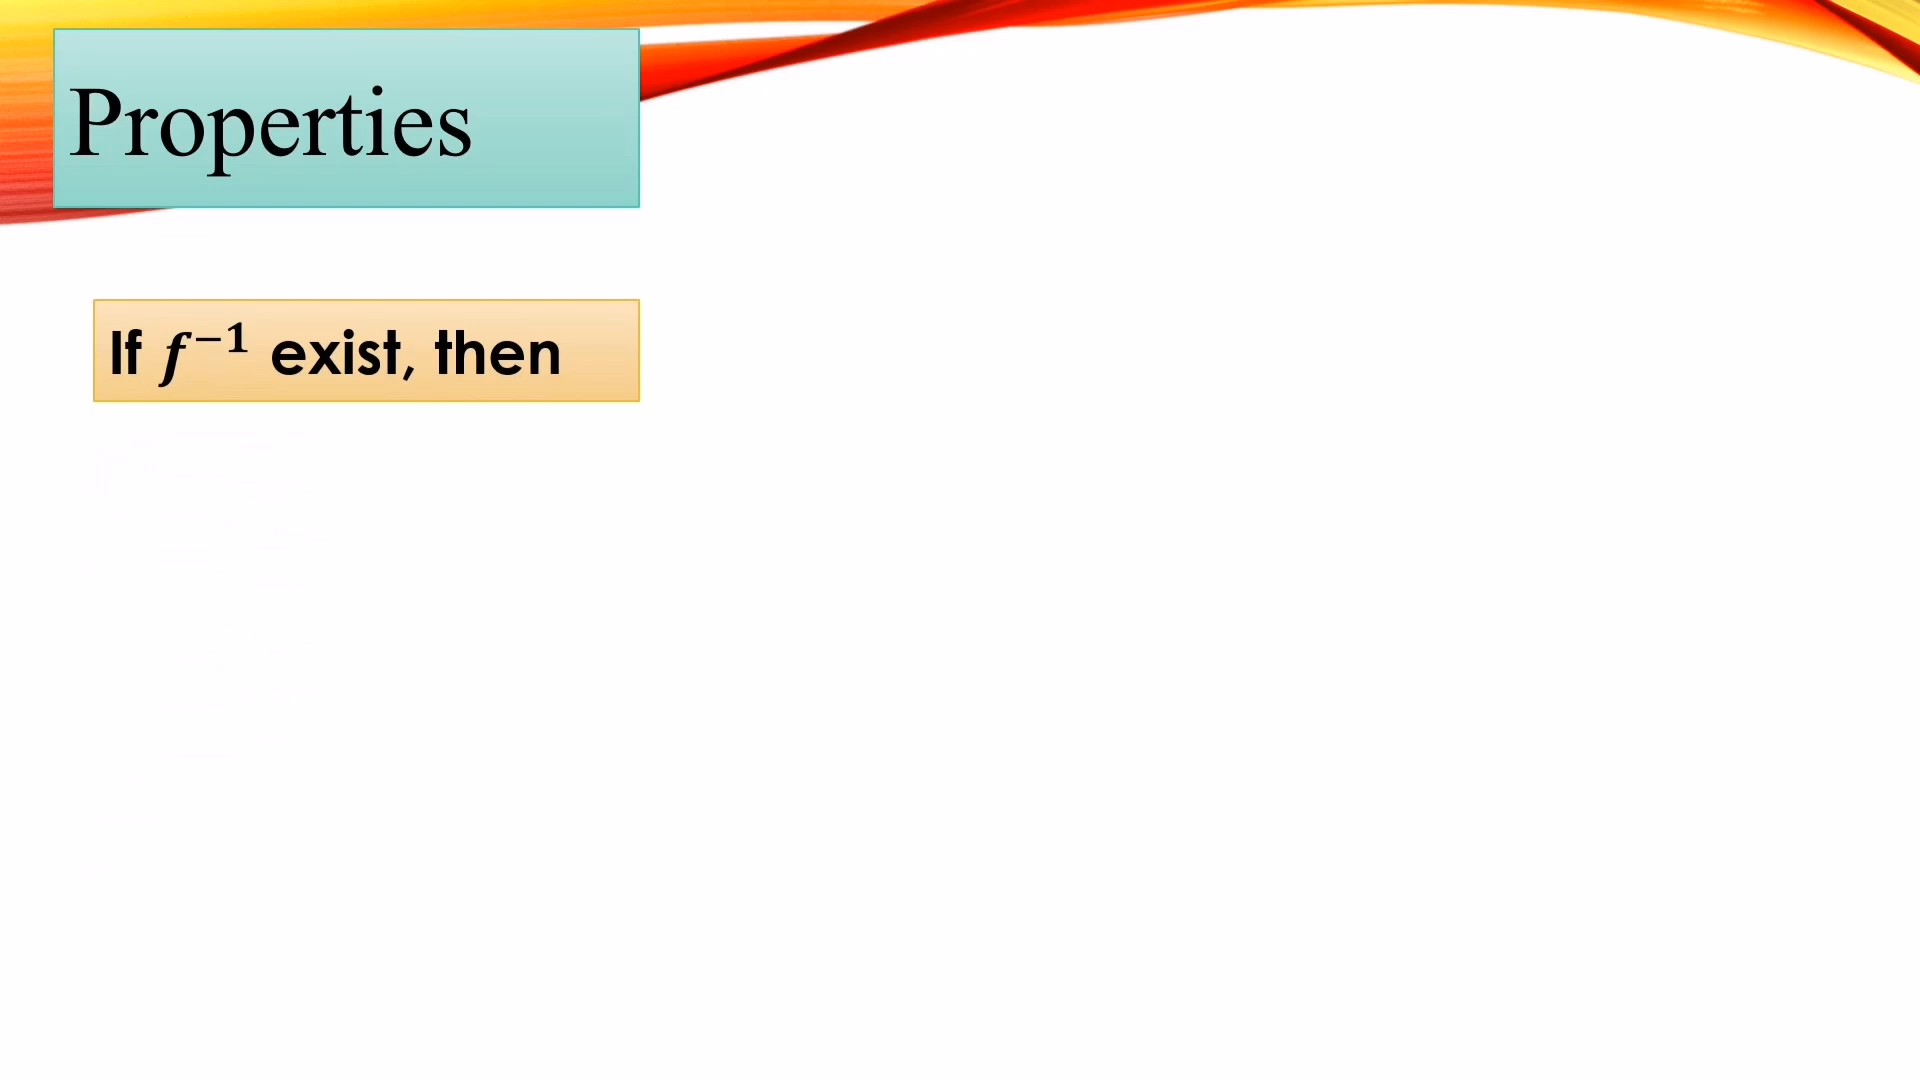 Properties
If 𝒇⁻¹ exist, then